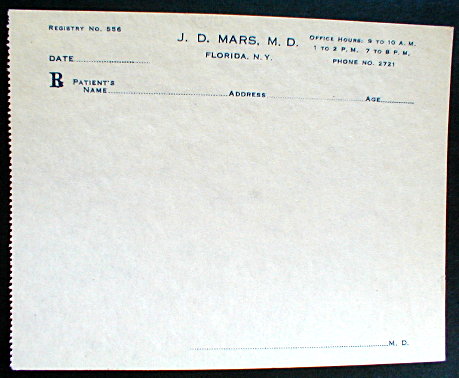 REGISTRY NO. 556
J. D. MARS, M. D.
FLORIDA, N. Y.
OFFICE HOURS: 9 TO 10 A. M.
1 TO 2 P. M. 7 TO 8 P. M.
PHONE NO. 2721
DATE
℞ PATIENT'S
NAME ADDRESS AGE
M. D.